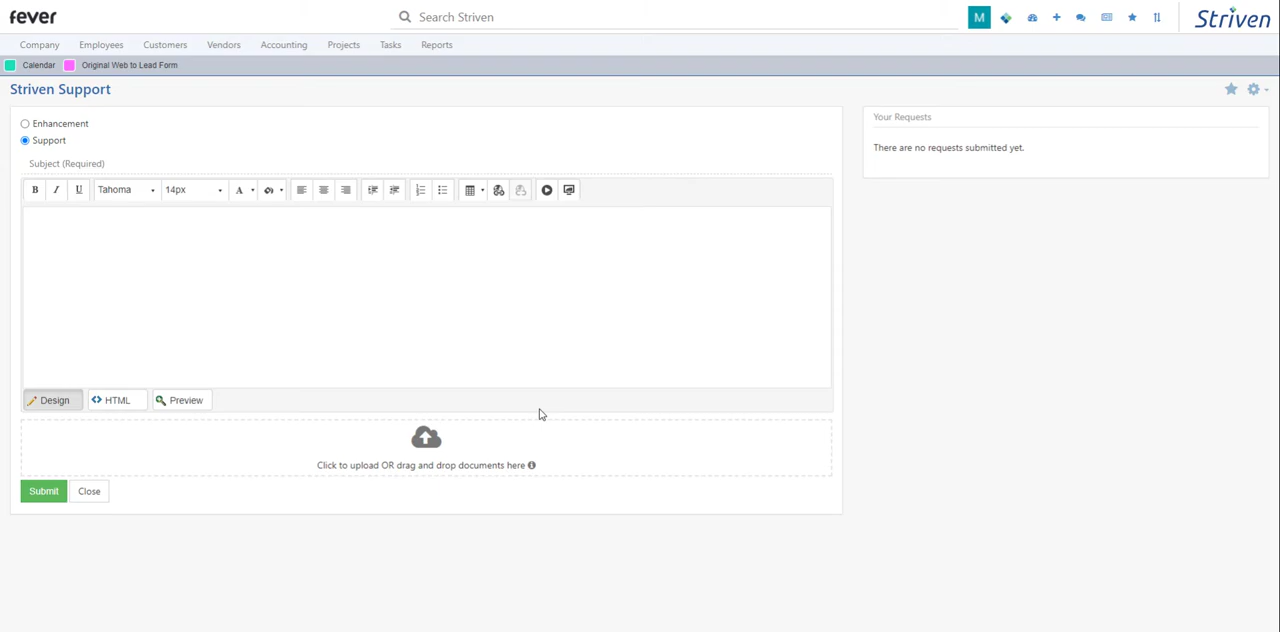 fever
Search Striven
M
Striven
Company Employees Customers Vendors Accounting Projects Tasks Reports
Calendar Original Web to Lead Form
Striven Support
Enhancement
Support
Subject (Required)
B I U Tahoma 14px A
Design HTML Preview
Click to upload OR drag and drop documents here
Submit Close
Your Requests
There are no requests submitted yet.